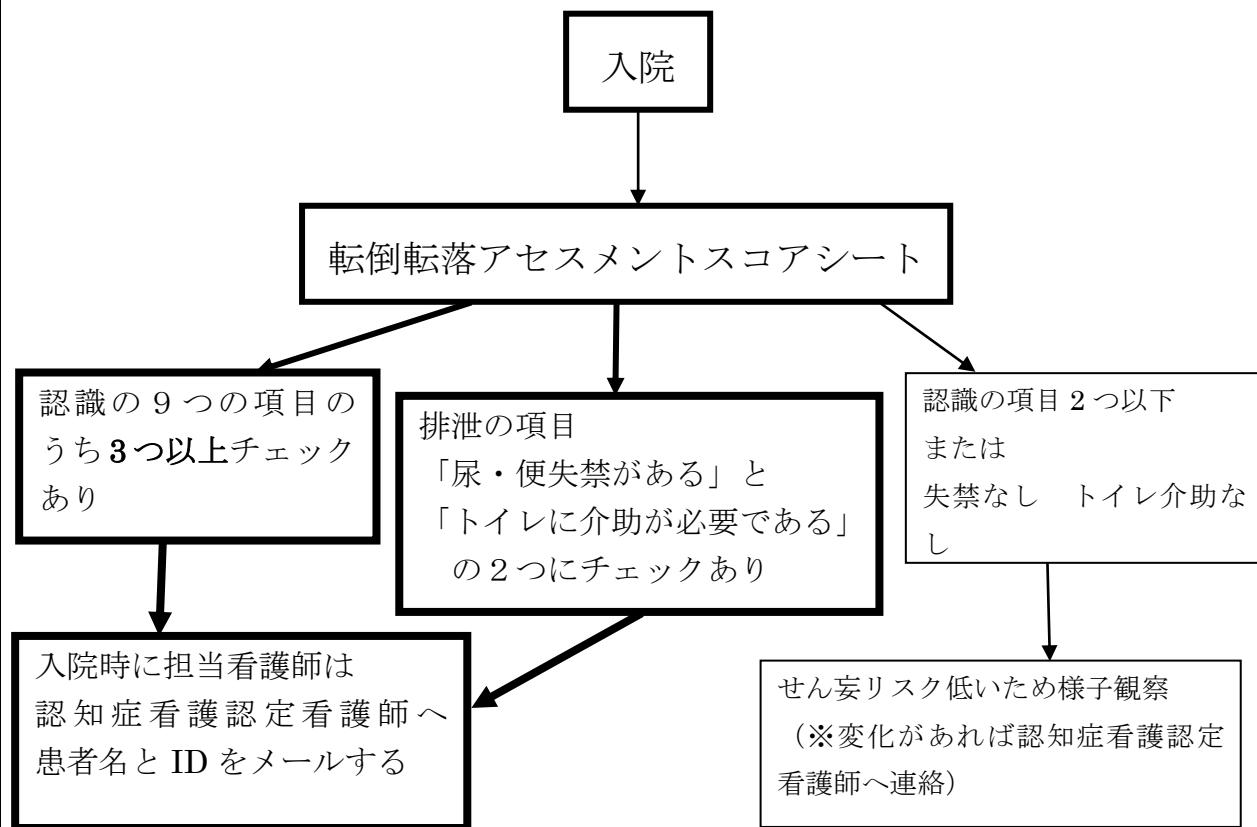 入院
転倒転落アセスメントスコアシート
認識の9つの項目の
うち3つ以上チェック
あり
排泄の項目
「尿・便失禁がある」と
「トイレに介助が必要である」
の2つにチェックあり
認識の項目2つ以下
または
失禁なし　トイレ介助な
し
入院時に担当看護師は
認知症看護認定看護師へ
患者名とIDをメールする
せん妄リスク低いため様子観察
（※変化があれば認知症看護認定
看護師へ連絡）